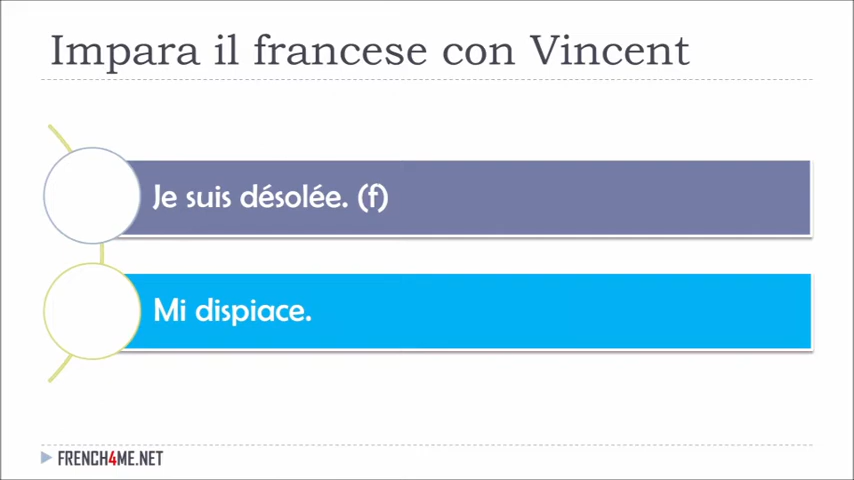 Impara il francese con Vincent
Je suis désolée. (f)
Mi dispiace.
FRENCH4ME.NET